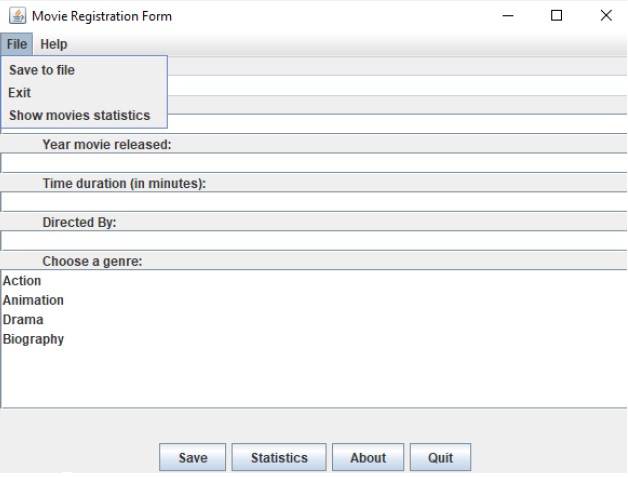 Movie Registration Form
File Help
Save to file
Exit
Show movies statistics
Year movie released:
Time duration (in minutes):
Directed By:
Choose a genre:
Action
Animation
Drama
Biography
Save Statistics About Quit